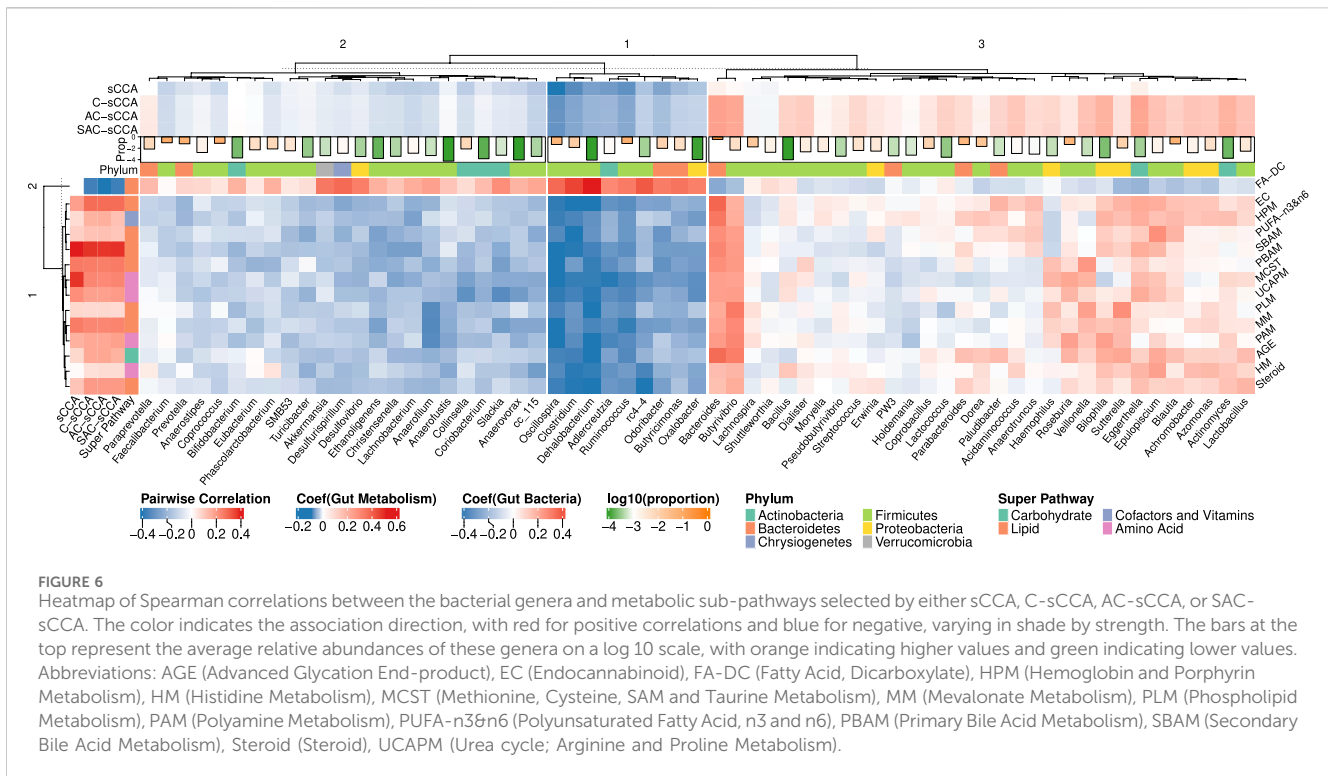 2
1
3
sCCA
C-sCCA
AC-sCCA
SAC-sCCA
Prop
0
-2
-4
Phylum
2
1
FA-DC
EC
HPM
PUFA-n3&n6
SBAM
PBAM
MCST
UCAPM
PLM
MM
PAM
AGE
HM
Steroid
sCCA
C-sCCA
AC-sCCA
SAC-sCCA
Super Pathway
Paraprevotella
Faecalibacterium
Prevotella
Anaerostipes
Coprococcus
Bifidobacterium
Eubacterium
Phascolarctobacterium
SMB53
Turicibacter
Akkermansia
Desulfurispirillum
Desulfovibrio
Ethanoligenens
Christensenella
Lachnobacterium
Anaerofilum
Anaerotustis
Collinsella
Coriobacterium
Slackia
Anaerovorax
cc_115
Oscillospira
Clostridium
Dehalobacterium
Adlercreutzia
Ruminococcus
rc4-4
Odoribacter
Butyricimonas
Oxalobacter
Bacteroides
Butyrivibrio
Lachnospira
Shuttleworthia
Bacillus
Dialister
Moryella
Pseudobutyrivibrio
Streptococcus
Erwinia
PW3
Holdemania
Coprobacillus
Lactococcus
Parabacteroides
Dorea
Paludibacter
Acidaminococcus
Anaerotruncus
Haemophilus
Roseburia
Veillonella
Bilophila
Sutterella
Eggerthella
Epulopiscium
Blautia
Achromobacter
Azomonas
Actinomyces
Lactobacillus
Pairwise Correlation
-0.4 -0.2 0 0.2 0.4
Coef(Gut Metabolism)
-0.2 0 0.2 0.4 0.6
Coef(Gut Bacteria)
-0.4 -0.2 0 0.2 0.4
log10(proportion)
-4 -3 -2 -1 0
Phylum
Actinobacteria
Bacteroidetes
Chrysiogenetes
Firmicutes
Proteobacteria
Verrucomicrobia
Super Pathway
Carbohydrate
Lipid
Cofactors and Vitamins
Amino Acid
FIGURE 6
Heatmap of Spearman correlations between the bacterial genera and metabolic sub-pathways selected by either sCCA, C-sCCA, AC-sCCA, or SAC-
sCCA. The color indicates the association direction, with red for positive correlations and blue for negative, varying in shade by strength. The bars at the
top represent the average relative abundances of these genera on a log 10 scale, with orange indicating higher values and green indicating lower values.
Abbreviations: AGE (Advanced Glycation End-product), EC (Endocannabinoid), FA-DC (Fatty Acid, Dicarboxylate), HPM (Hemoglobin and Porphyrin
Metabolism), HM (Histidine Metabolism), MCST (Methionine, Cysteine, SAM and Taurine Metabolism), MM (Mevalonate Metabolism), PLM (Phospholipid
Metabolism), PAM (Polyamine Metabolism), PUFA-n3&n6 (Polyunsaturated Fatty Acid, n3 and n6), PBAM (Primary Bile Acid Metabolism), SBAM (Secondary
Bile Acid Metabolism), Steroid (Steroid), UCAPM (Urea cycle; Arginine and Proline Metabolism).